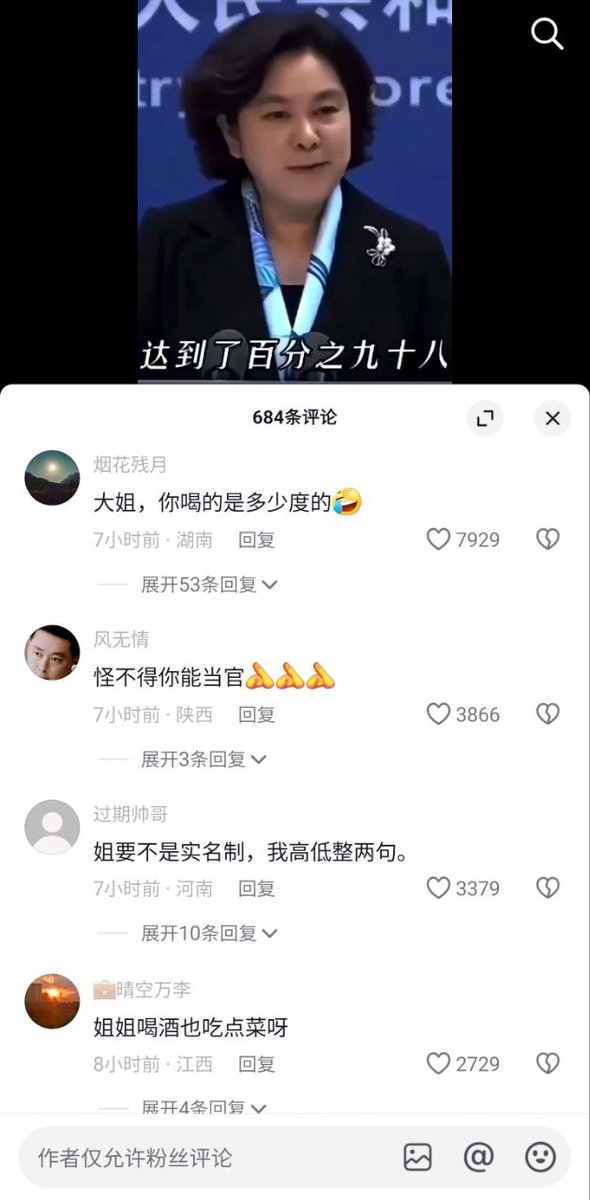 人民共和
try
ore
达到了百分之九十八
684条评论
烟花残月
大姐，你喝的是多少度的🤣
7小时前 · 湖南 回复
7929
展开53条回复
风无情
怪不得你能当官🫰🫰🫰
7小时前 · 陕西 回复
3866
展开3条回复
过期帅哥
姐要不是实名制，我高低整两句。
7小时前 · 河南 回复
3379
展开10条回复
💼晴空万李
姐姐喝酒也吃点菜呀
8小时前 · 江西 回复
2729
展开4条回复
作者仅允许粉丝评论
@